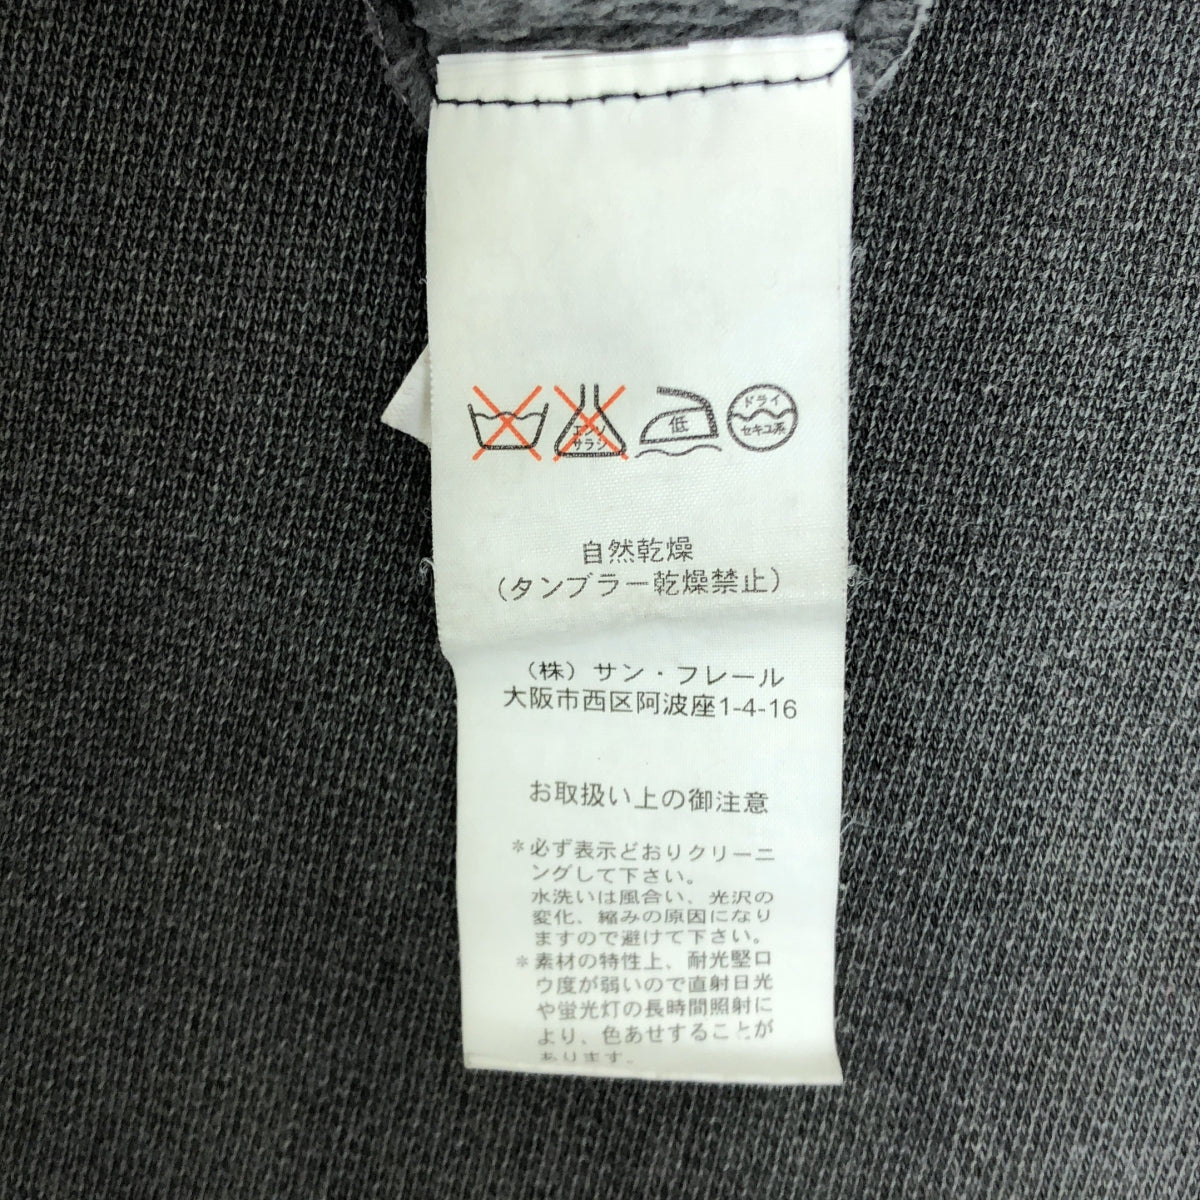 エンソ
サラシ
低
ドライ
セキユ系
自然乾燥
(タンブラー乾燥禁止)
(株) サン・フレール
大阪市西区阿波座1-4-16
お取扱い上の御注意
*必ず表示どおりクリーニ
ングして下さい。
水洗いは風合い、光沢の
変化、縮みの原因になり
ますので避けて下さい。
*素材の特性上、耐光堅ロ
ウ度が弱いので直射日光
や蛍光灯の長時間照射に
より、色あせすることが
あります。